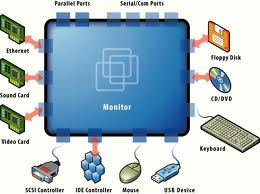 Parallel Ports
Serial/Com Ports
Ethernet
Floppy Disk
Sound Card
CD/DVD
Monitor
Video Card
Keyboard
SCSI Controller
IDE Controller
Mouse
USB Device